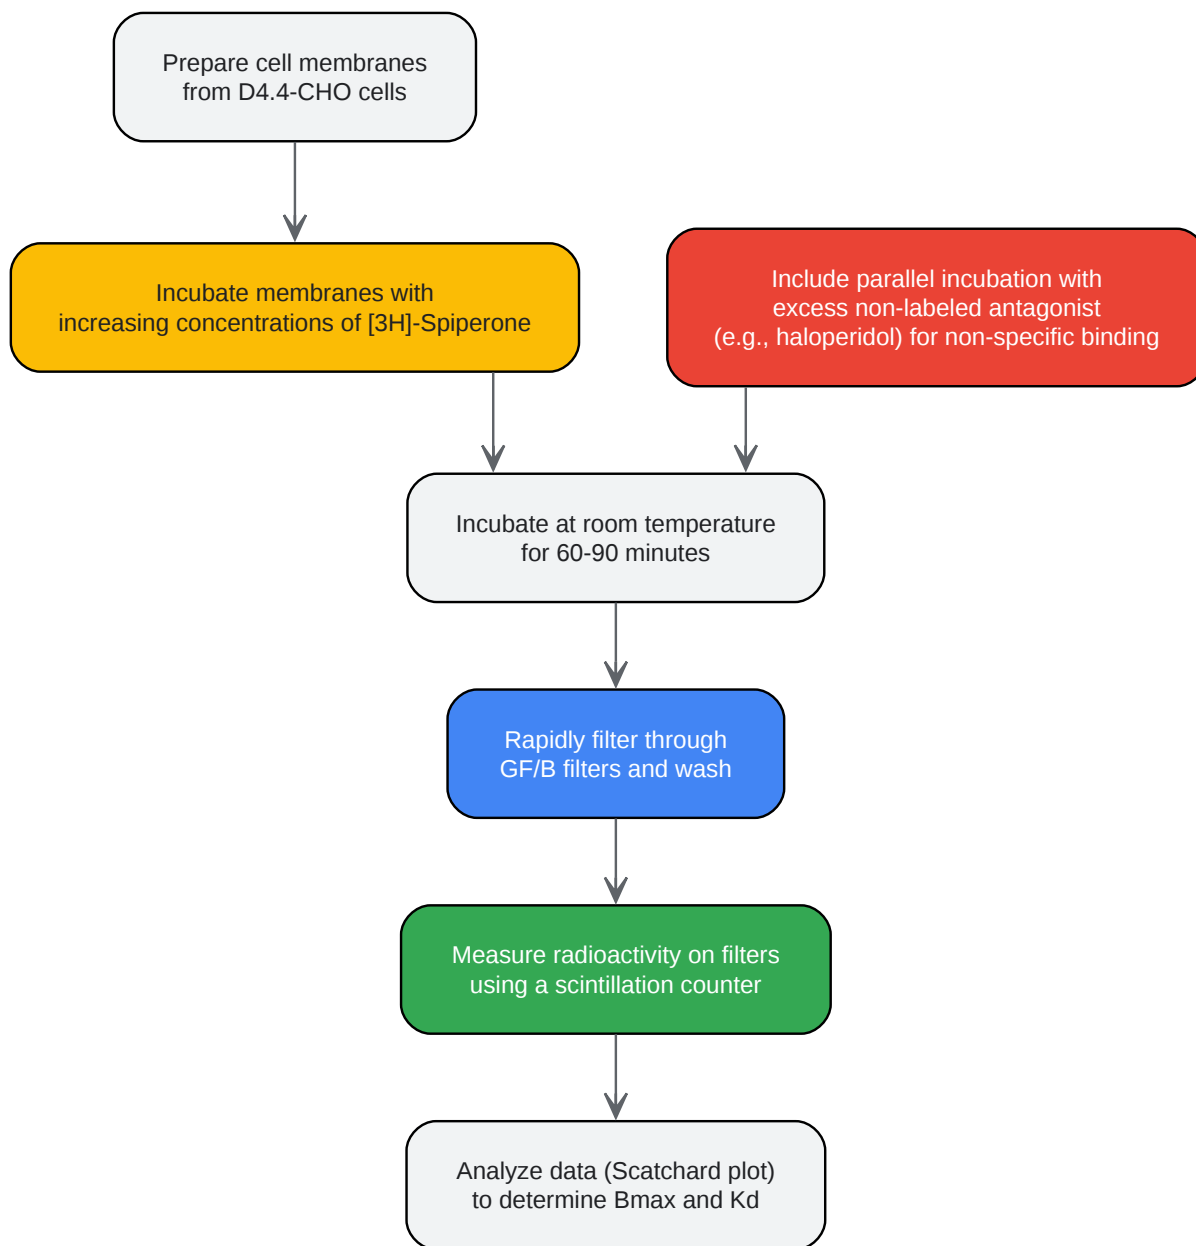 Prepare cell membranes
from D4.4-CHO cells
Incubate membranes with
increasing concentrations of [3H]-Spiperone
Include parallel incubation with
excess non-labeled antagonist
(e.g., haloperidol) for non-specific binding
Incubate at room temperature
for 60-90 minutes
Rapidly filter through
GF/B filters and wash
Measure radioactivity on filters
using a scintillation counter
Analyze data (Scatchard plot)
to determine Bmax and Kd